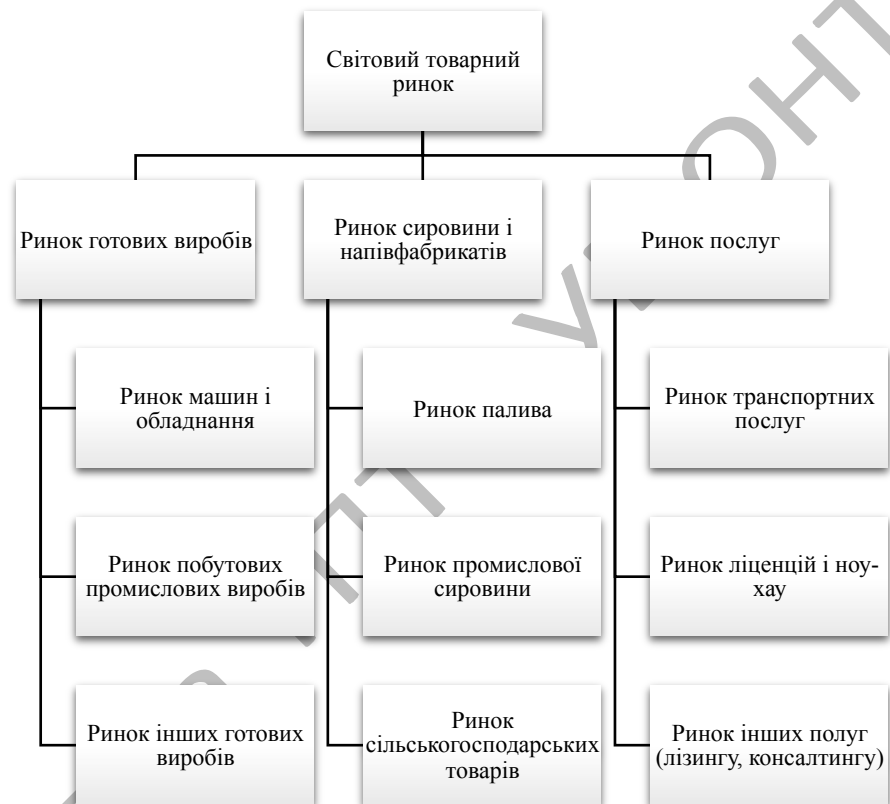 Світовий товарний
ринок
Ринок готових виробів
Ринок сировини і
напівфабрикатів
Ринок послуг
Ринок машин і
обладнання
Ринок палива
Ринок транспортних
послуг
Ринок побутових
промислових виробів
Ринок промислової
сировини
Ринок ліцензій і ноу-
хау
Ринок інших готових
виробів
Ринок
сільськогосподарських
товарів
Ринок інших полуг
(лізингу, консалтингу)